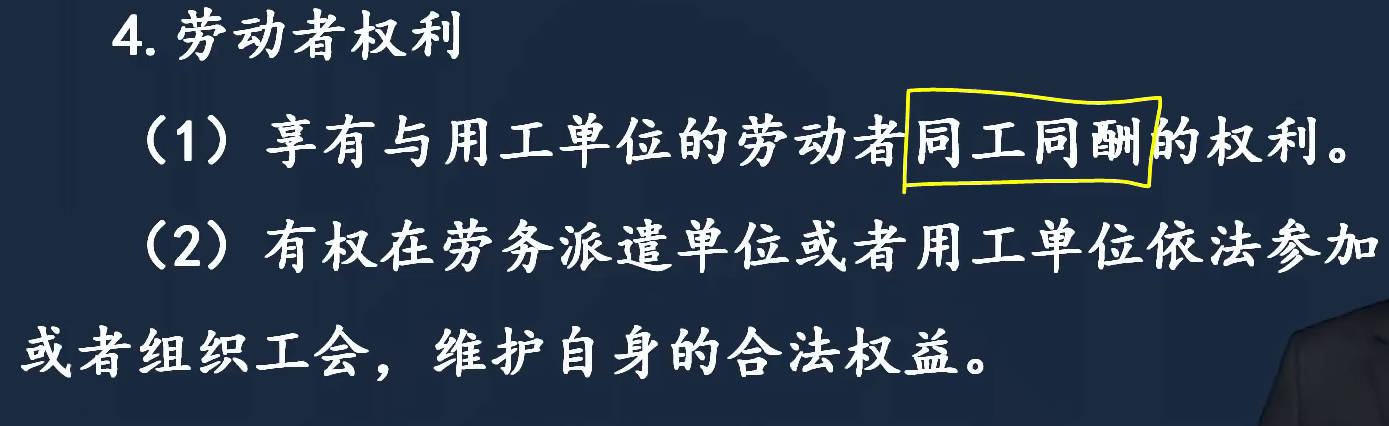 4.劳动者权利
（1）享有与用工单位的劳动者同工同酬的权利。
（2）有权在劳务派遣单位或者用工单位依法参加
或者组织工会，维护自身的合法权益。